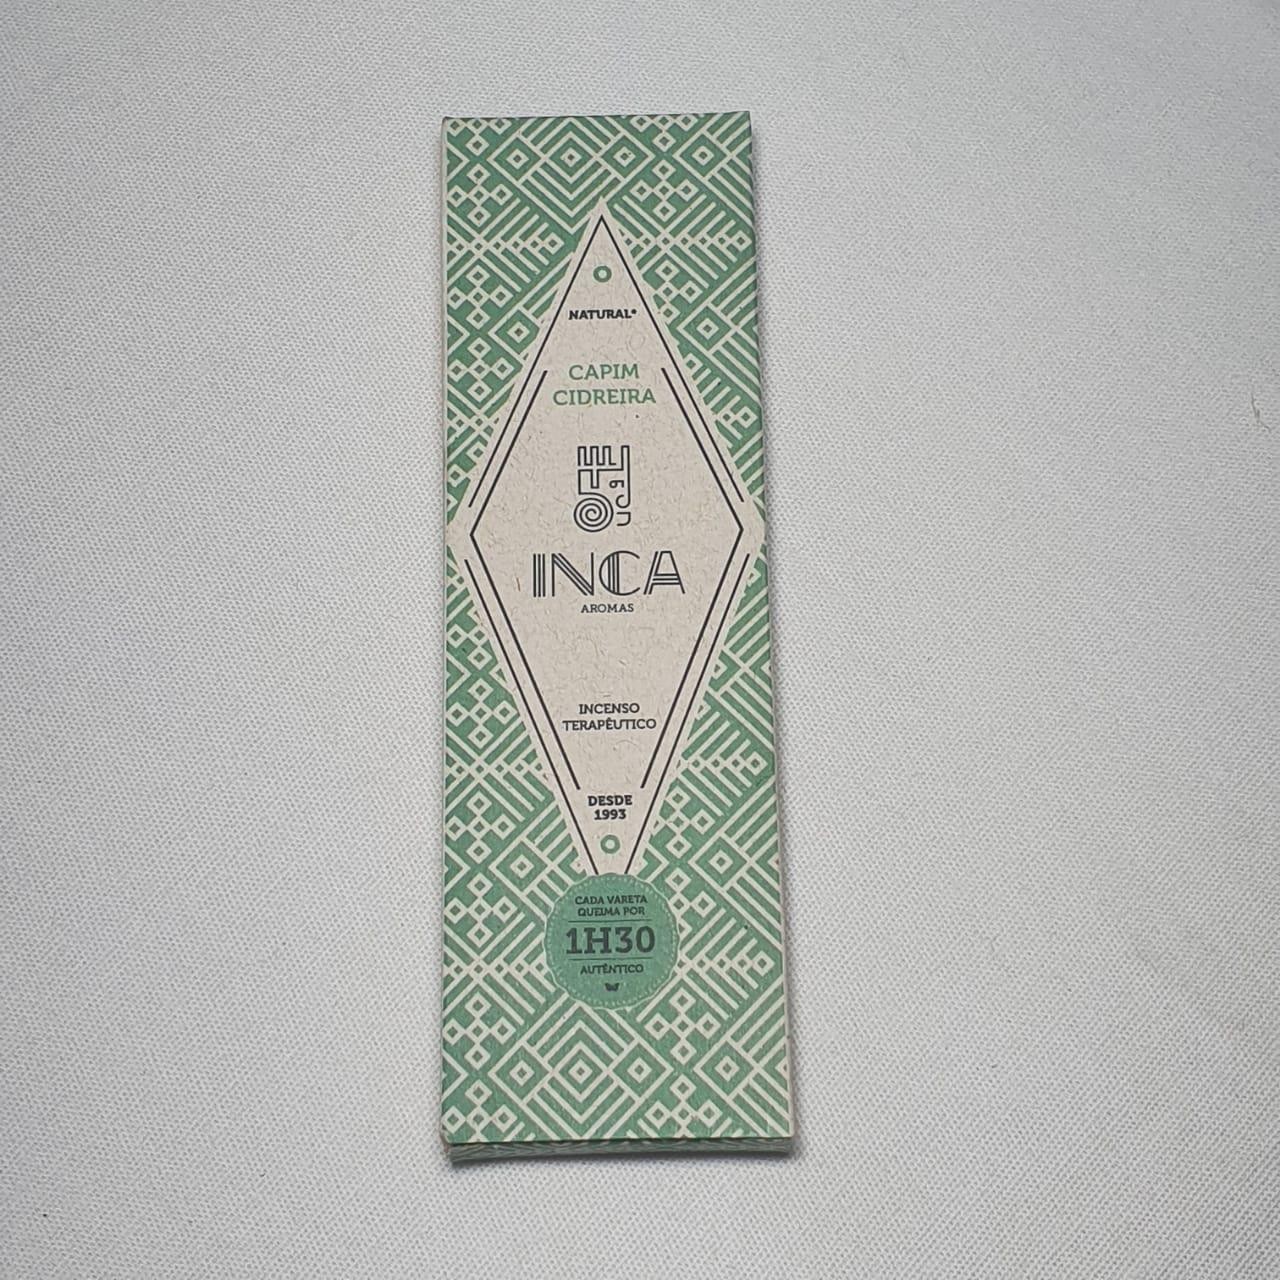 NATURAL*
CAPIM
CIDREIRA
INCA
AROMAS
INCENSO
TERAPÊUTICO
DESDE
1993
CADA VARETA
QUEIMA POR
1H30
AUTÊNTICO